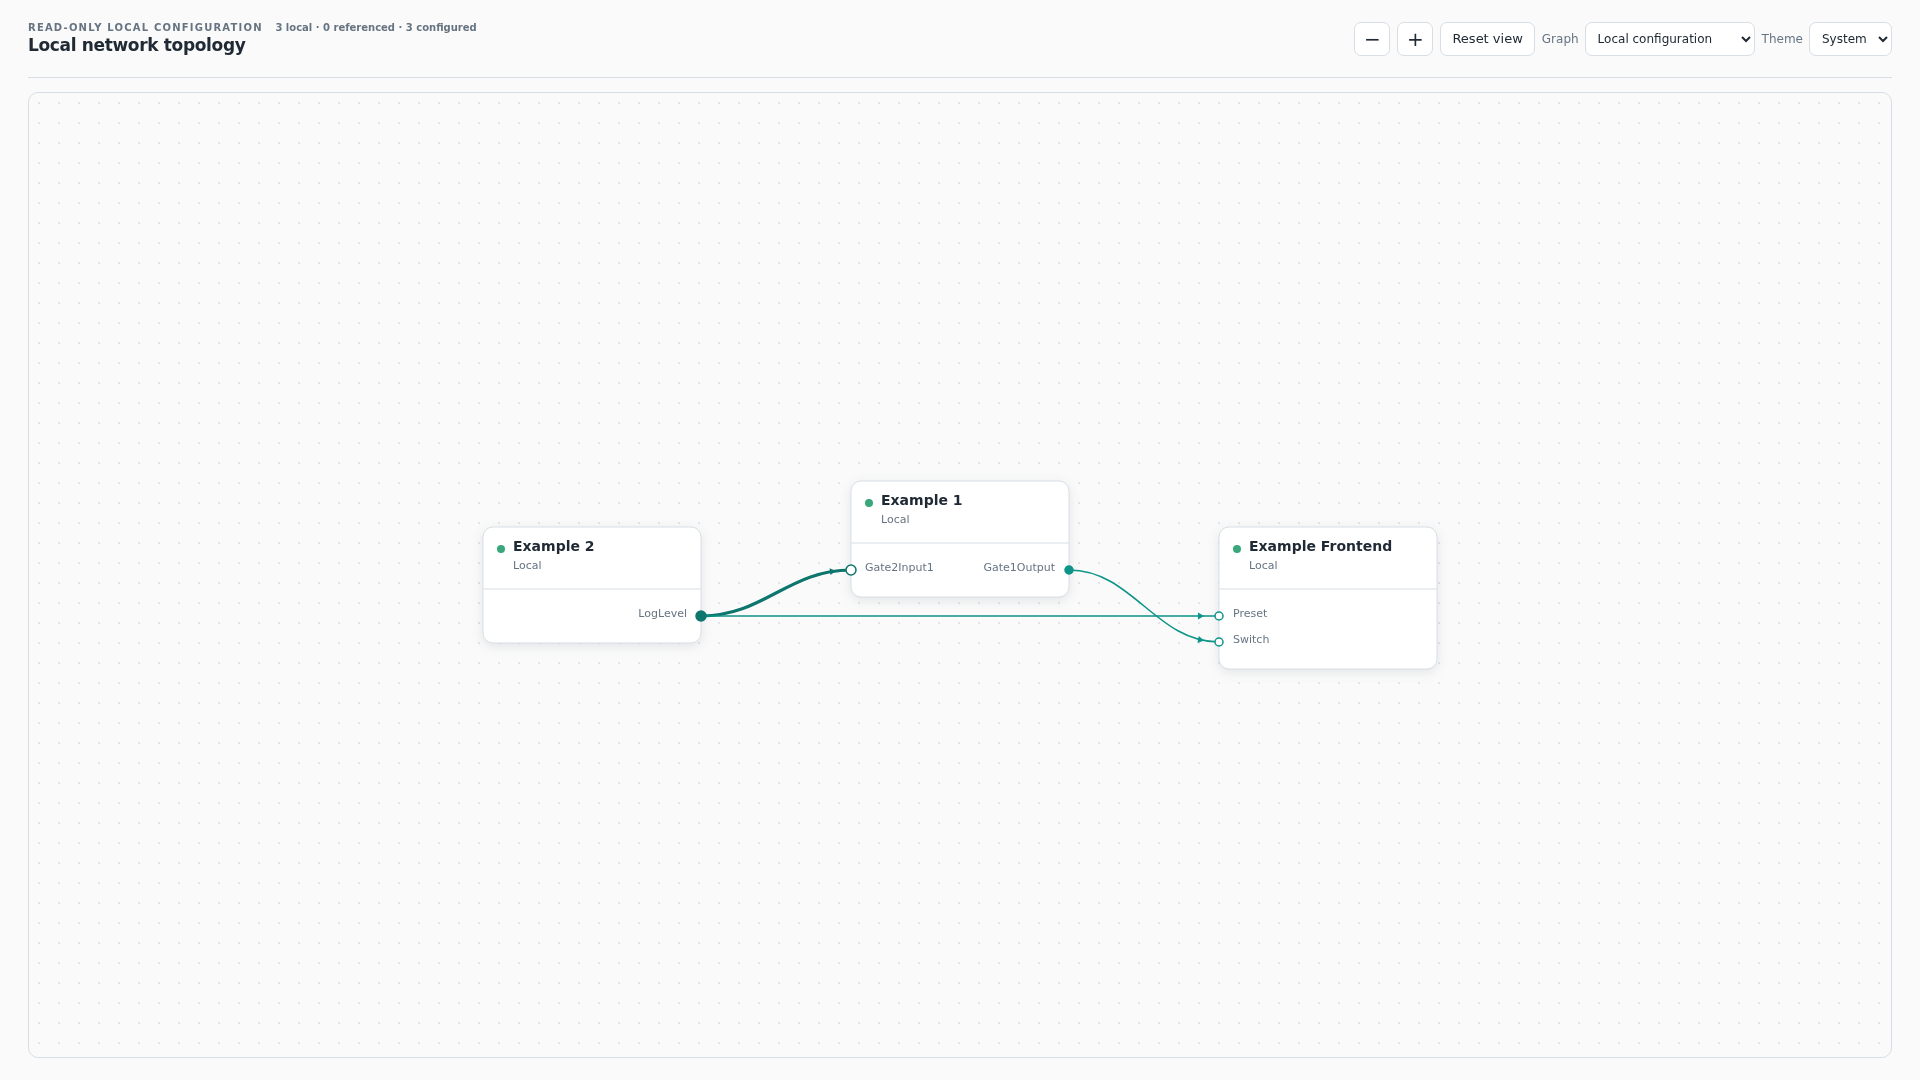 READ-ONLY LOCAL CONFIGURATION 3 local · 0 referenced · 3 configured
Local network topology
− + Reset view Graph Local configuration Theme System
Example 1
Local
Gate2Input1 Gate1Output
Example 2
Local
LogLevel
Example Frontend
Local
Preset
Switch